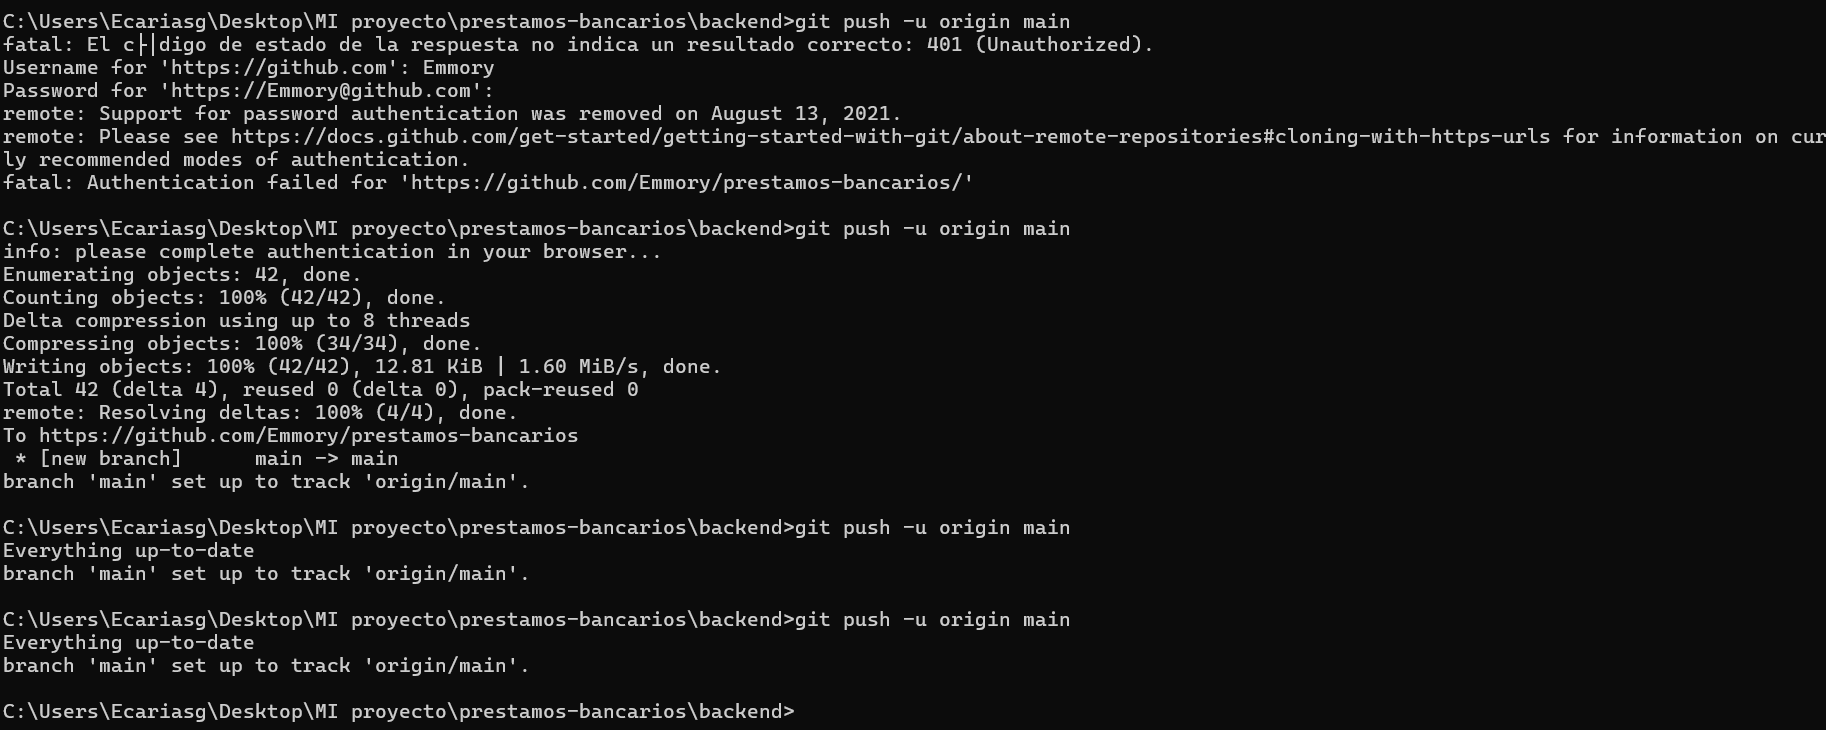 C:\Users\Ecariasg\Desktop\MI proyecto\prestamos-bancarios\backend>git push -u origin main
fatal: El c├│digo de estado de la respuesta no indica un resultado correcto: 401 (Unauthorized).
Username for 'https://github.com': Emmory
Password for 'https://Emmory@github.com':
remote: Support for password authentication was removed on August 13, 2021.
remote: Please see https://docs.github.com/get-started/getting-started-with-git/about-remote-repositories#cloning-with-https-urls for information on cur
ly recommended modes of authentication.
fatal: Authentication failed for 'https://github.com/Emmory/prestamos-bancarios/'
C:\Users\Ecariasg\Desktop\MI proyecto\prestamos-bancarios\backend>git push -u origin main
info: please complete authentication in your browser...
Enumerating objects: 42, done.
Counting objects: 100% (42/42), done.
Delta compression using up to 8 threads
Compressing objects: 100% (34/34), done.
Writing objects: 100% (42/42), 12.81 KiB | 1.60 MiB/s, done.
Total 42 (delta 4), reused 0 (delta 0), pack-reused 0
remote: Resolving deltas: 100% (4/4), done.
To https://github.com/Emmory/prestamos-bancarios
 * [new branch]      main -> main
branch 'main' set up to track 'origin/main'.
C:\Users\Ecariasg\Desktop\MI proyecto\prestamos-bancarios\backend>git push -u origin main
Everything up-to-date
branch 'main' set up to track 'origin/main'.
C:\Users\Ecariasg\Desktop\MI proyecto\prestamos-bancarios\backend>git push -u origin main
Everything up-to-date
branch 'main' set up to track 'origin/main'.
C:\Users\Ecariasg\Desktop\MI proyecto\prestamos-bancarios\backend>